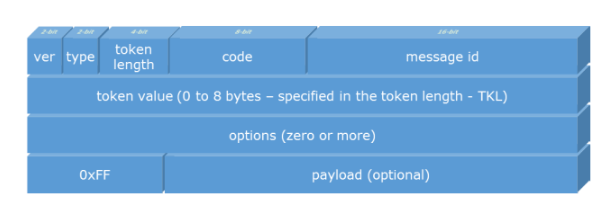 2-bit 2-bit 4-bit 8-bit 16-bit
ver type token length code message id
token value (0 to 8 bytes – specified in the token length - TKL)
options (zero or more)
0xFF payload (optional)